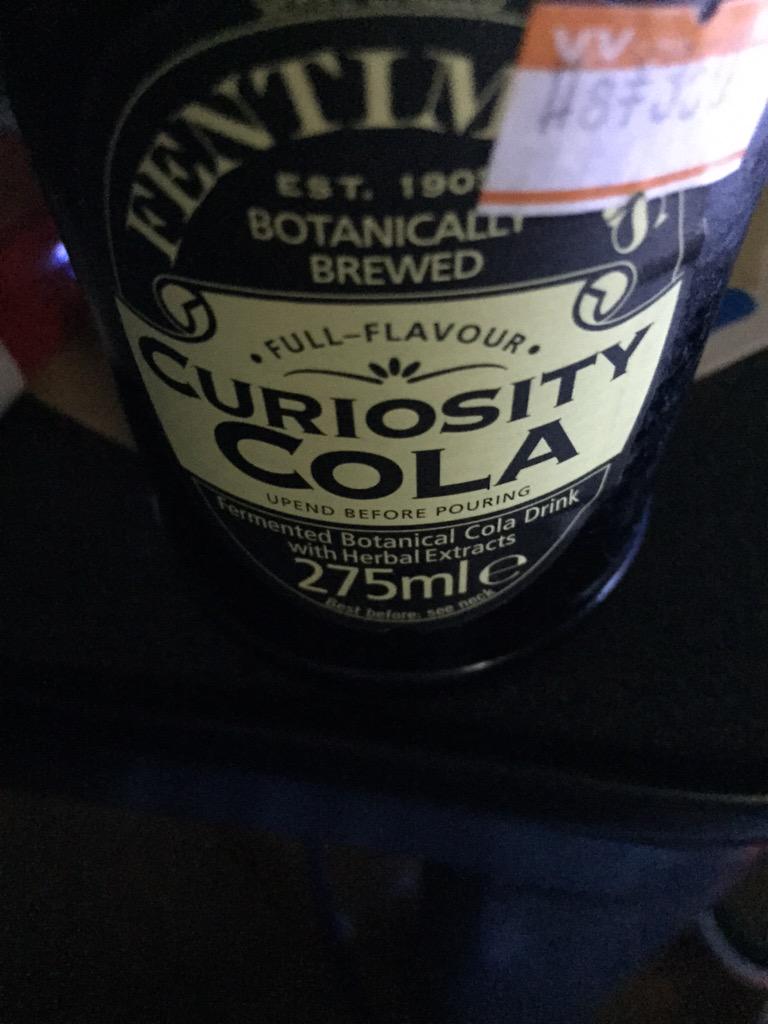 FENTIM
EST. 190
BOTANICALLY
BREWED
• FULL-FLAVOUR •
CURIOSITY
COLA
UPEND BEFORE POURING
Fermented Botanical Cola Drink
with Herbal Extracts
275ml e
Best before: see neck